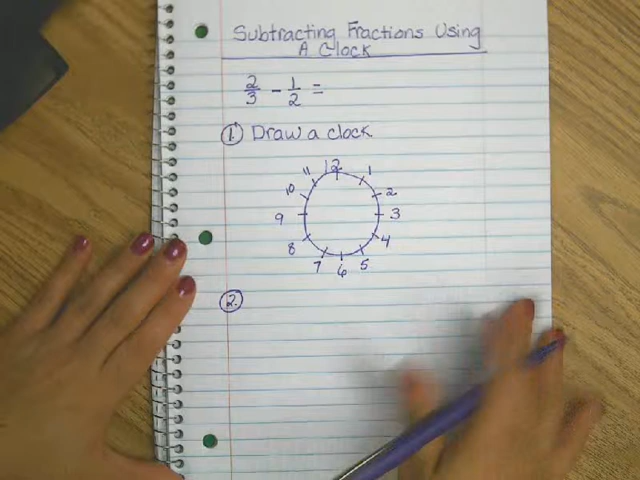 Subtracting Fractions Using
A Clock
2/3 - 1/2 =
1. Draw a clock
12
11 1
10 2
9 3
8 4
7 5
6
2.